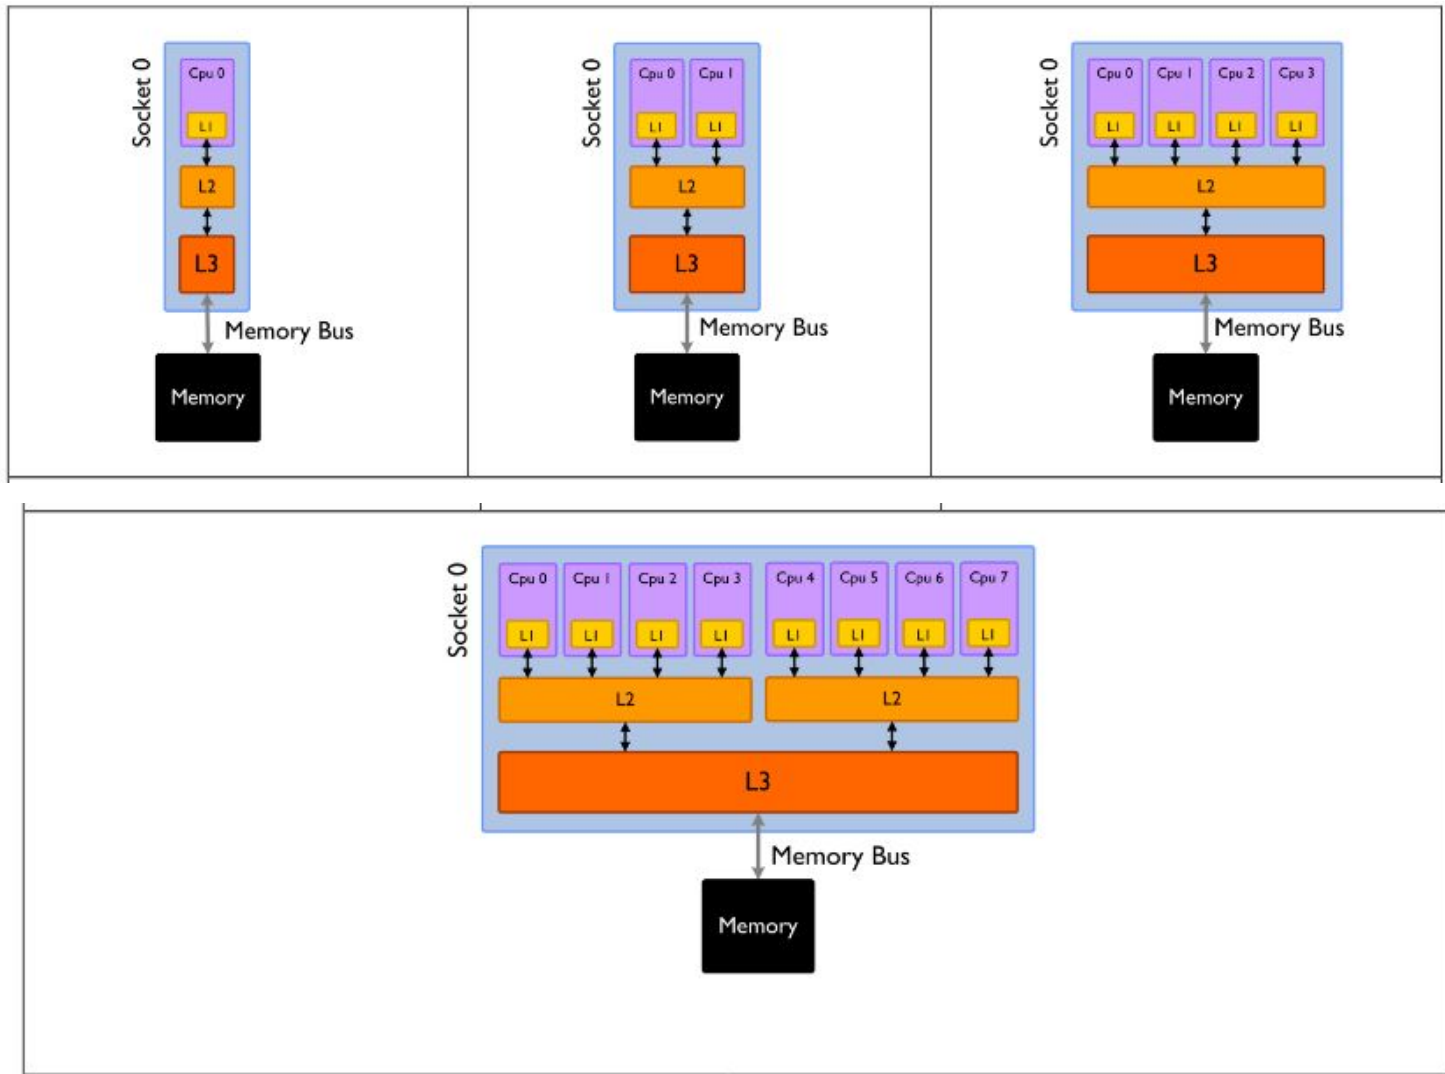 Socket 0
Cpu 0
L1
L2
L3
Memory Bus
Memory
Socket 0
Cpu 0 Cpu 1
L1 L1
L2
L3
Memory Bus
Memory
Socket 0
Cpu 0 Cpu 1 Cpu 2 Cpu 3
L1 L1 L1 L1
L2
L3
Memory Bus
Memory
Socket 0
Cpu 0 Cpu 1 Cpu 2 Cpu 3 Cpu 4 Cpu 5 Cpu 6 Cpu 7
L1 L1 L1 L1 L1 L1 L1 L1
L2 L2
L3
Memory Bus
Memory